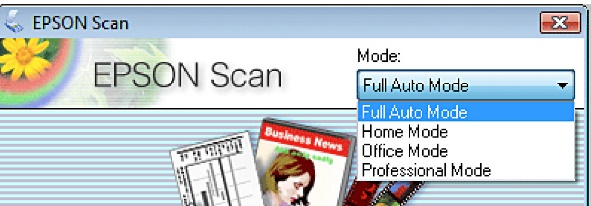 EPSON Scan
EPSON Scan
Mode:
Full Auto Mode
Full Auto Mode
Home Mode
Office Mode
Professional Mode
Business News